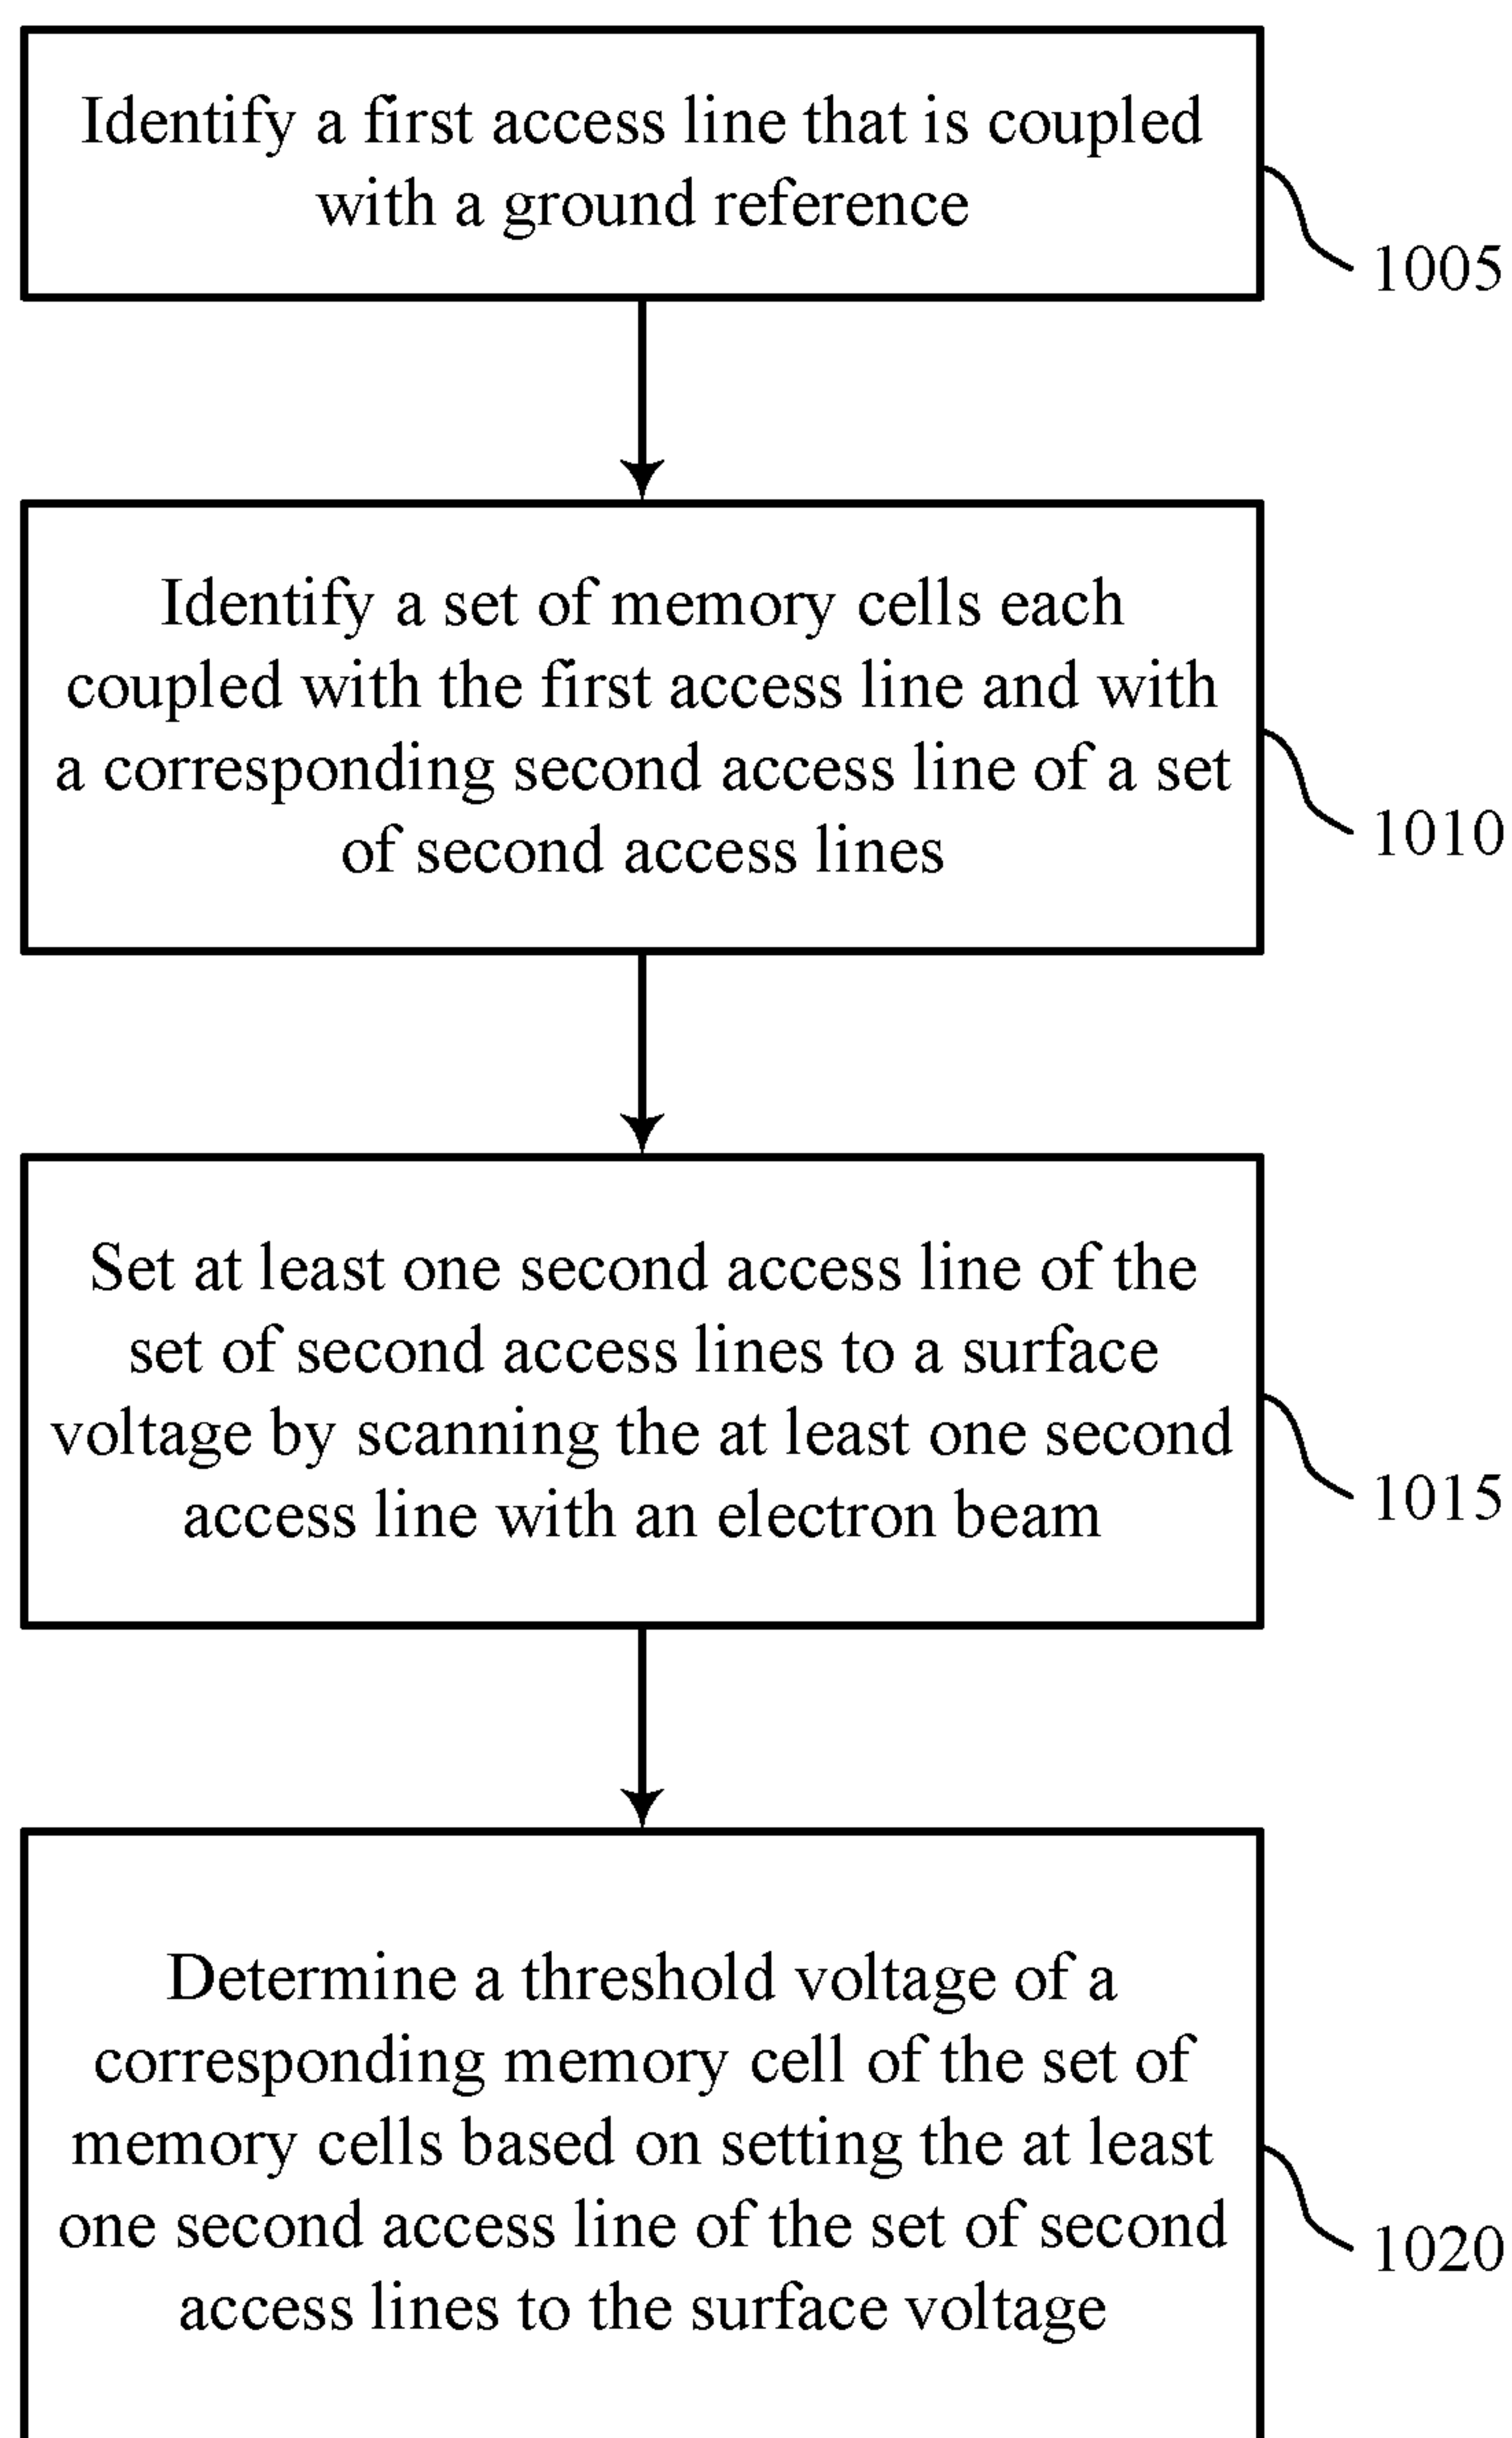 Identify a first access line that is coupled
with a ground reference
1005
Identify a set of memory cells each
coupled with the first access line and with
a corresponding second access line of a set
of second access lines
1010
Set at least one second access line of the
set of second access lines to a surface
voltage by scanning the at least one second
access line with an electron beam
1015
Determine a threshold voltage of a
corresponding memory cell of the set of
memory cells based on setting the at least
one second access line of the set of second
access lines to the surface voltage
1020